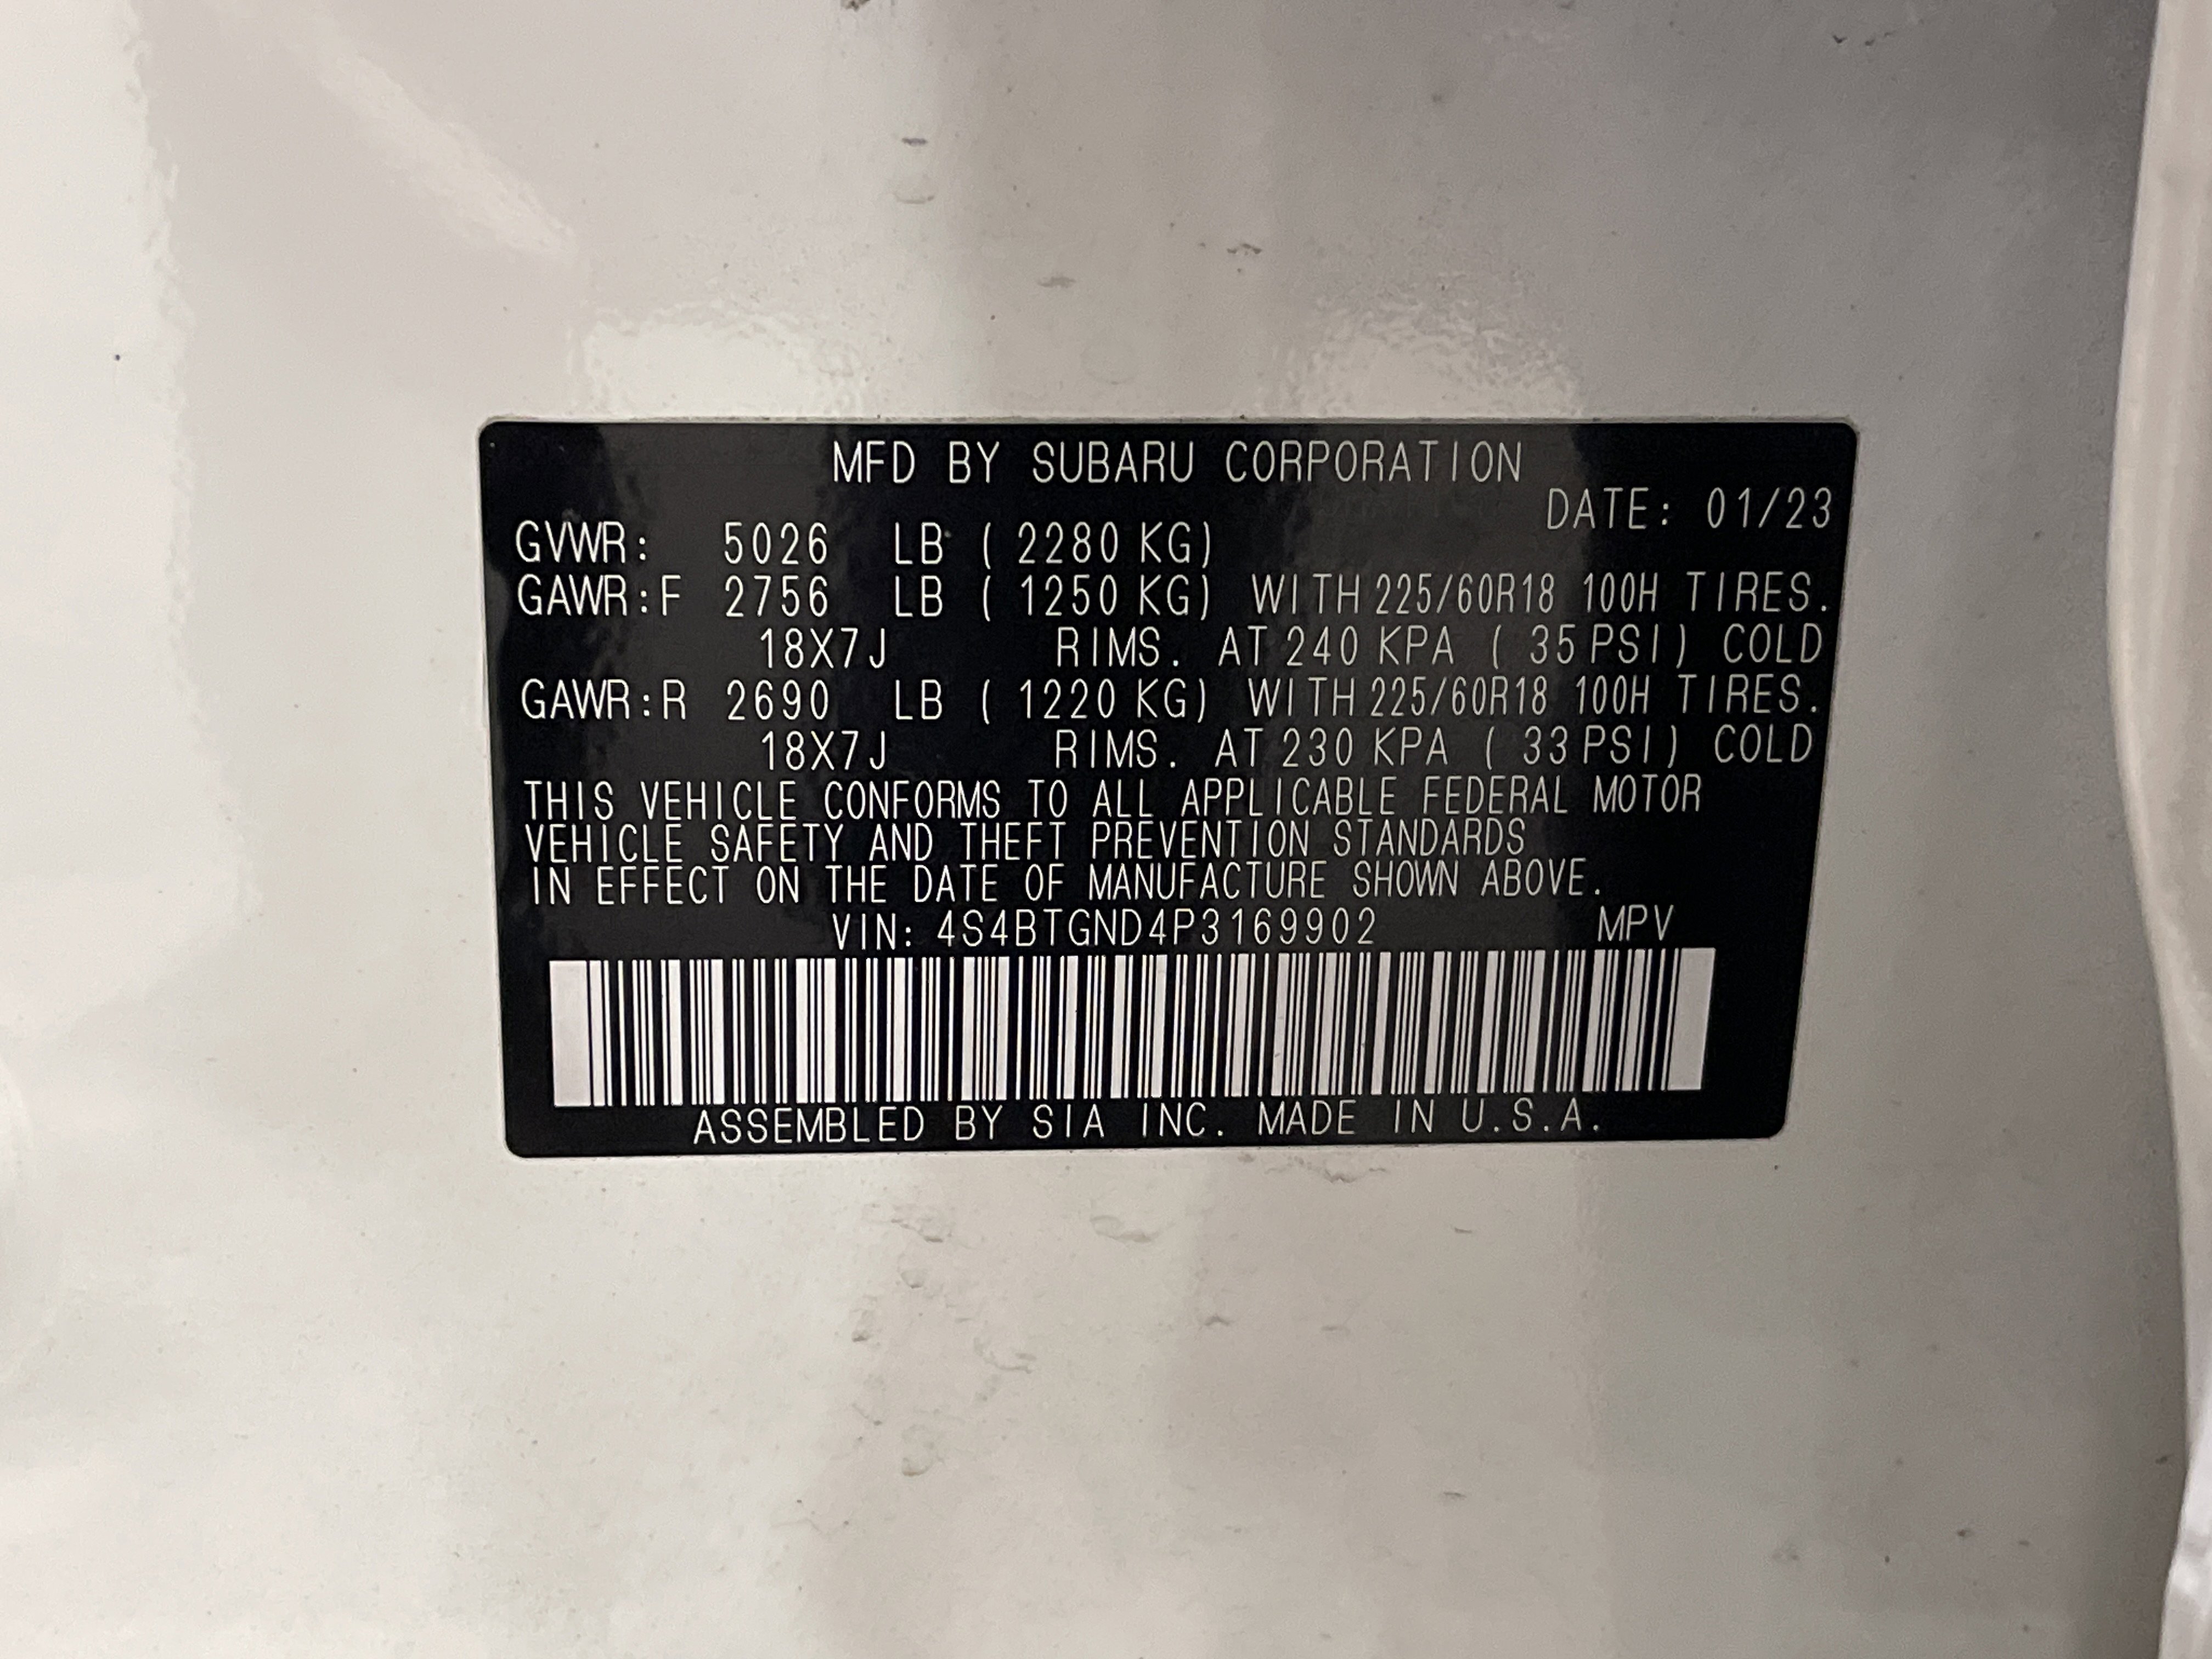 MFD BY SUBARU CORPORATION
DATE: 01/23
GVWR: 5026 LB ( 2280 KG)
GAWR:F 2756 LB ( 1250 KG) WITH 225/60R18 100H TIRES.
18X7J RIMS. AT 240 KPA ( 35 PSI) COLD
GAWR:R 2690 LB ( 1220 KG) WITH 225/60R18 100H TIRES.
18X7J RIMS. AT 230 KPA ( 33 PSI) COLD
THIS VEHICLE CONFORMS TO ALL APPLICABLE FEDERAL MOTOR
VEHICLE SAFETY AND THEFT PREVENTION STANDARDS
IN EFFECT ON THE DATE OF MANUFACTURE SHOWN ABOVE.
VIN: 4S4BTGND4P3169902 MPV
ASSEMBLED BY SIA INC. MADE IN U.S.A.